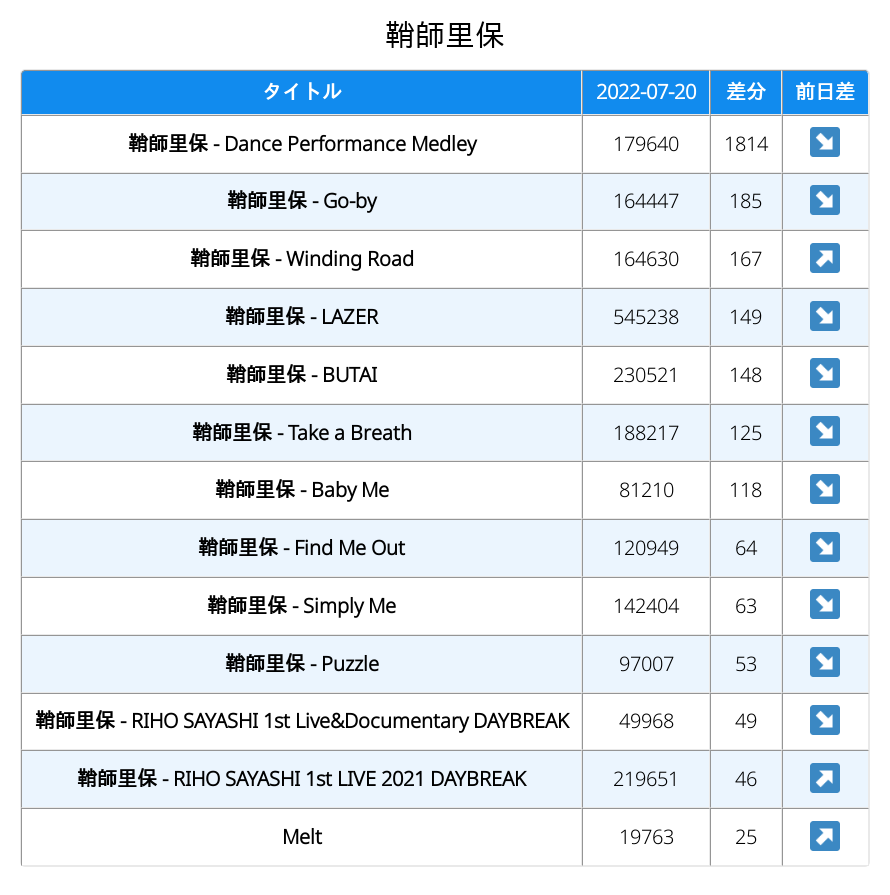 鞘師里保
タイトル 2022-07-20 差分 前日差
鞘師里保 - Dance Performance Medley 179640 1814 ↘
鞘師里保 - Go-by 164447 185 ↘
鞘師里保 - Winding Road 164630 167 ↗
鞘師里保 - LAZER 545238 149 ↘
鞘師里保 - BUTAI 230521 148 ↘
鞘師里保 - Take a Breath 188217 125 ↘
鞘師里保 - Baby Me 81210 118 ↘
鞘師里保 - Find Me Out 120949 64 ↘
鞘師里保 - Simply Me 142404 63 ↘
鞘師里保 - Puzzle 97007 53 ↘
鞘師里保 - RIHO SAYASHI 1st Live&Documentary DAYBREAK 49968 49 ↘
鞘師里保 - RIHO SAYASHI 1st LIVE 2021 DAYBREAK 219651 46 ↗
Melt 19763 25 ↗